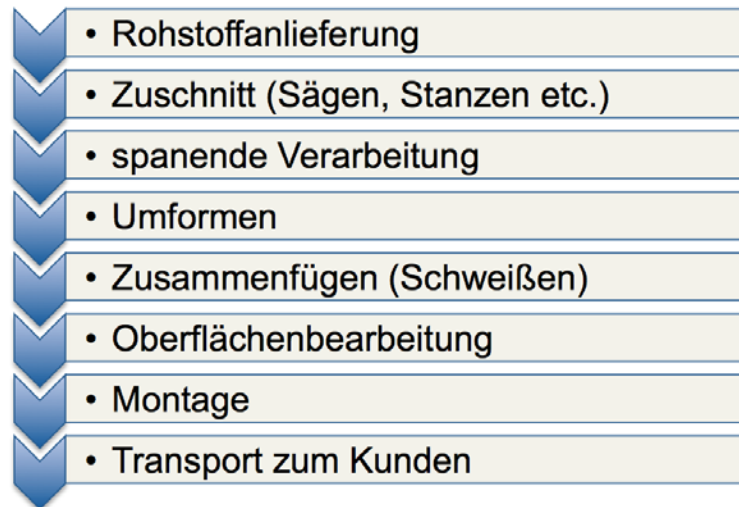 • Rohstoffanlieferung
• Zuschnitt (Sägen, Stanzen etc.)
• spanende Verarbeitung
• Umformen
• Zusammenfügen (Schweißen)
• Oberflächenbearbeitung
• Montage
• Transport zum Kunden